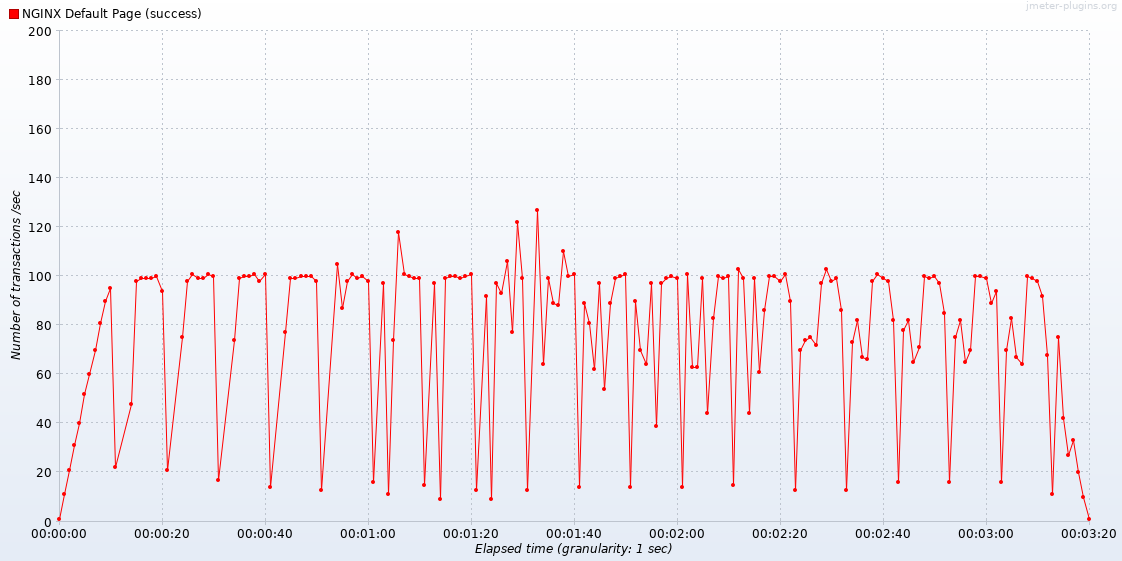 NGINX Default Page (success)
jmeter-plugins.org
200
180
160
140
120
100
80
60
40
20
0
Number of transactions /sec
00:00:00 00:00:20 00:00:40 00:01:00 00:01:20 00:01:40 00:02:00 00:02:20 00:02:40 00:03:00 00:03:20
Elapsed time (granularity: 1 sec)